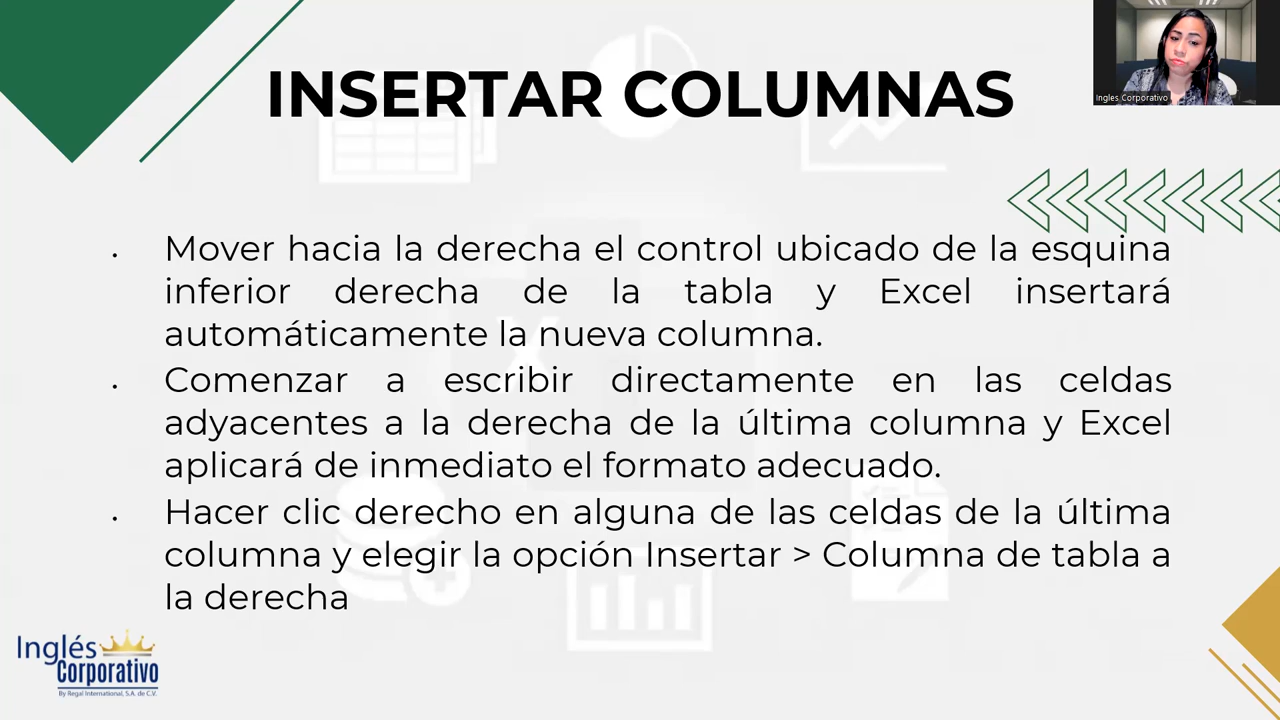 INSERTAR COLUMNAS
Ingles Corporativo
• Mover hacia la derecha el control ubicado de la esquina
inferior derecha de la tabla y Excel insertará
automáticamente la nueva columna.
• Comenzar a escribir directamente en las celdas
adyacentes a la derecha de la última columna y Excel
aplicará de inmediato el formato adecuado.
• Hacer clic derecho en alguna de las celdas de la última
columna y elegir la opción Insertar > Columna de tabla a
la derecha
Inglés
Corporativo
By Regal International, S.A. de C.V.